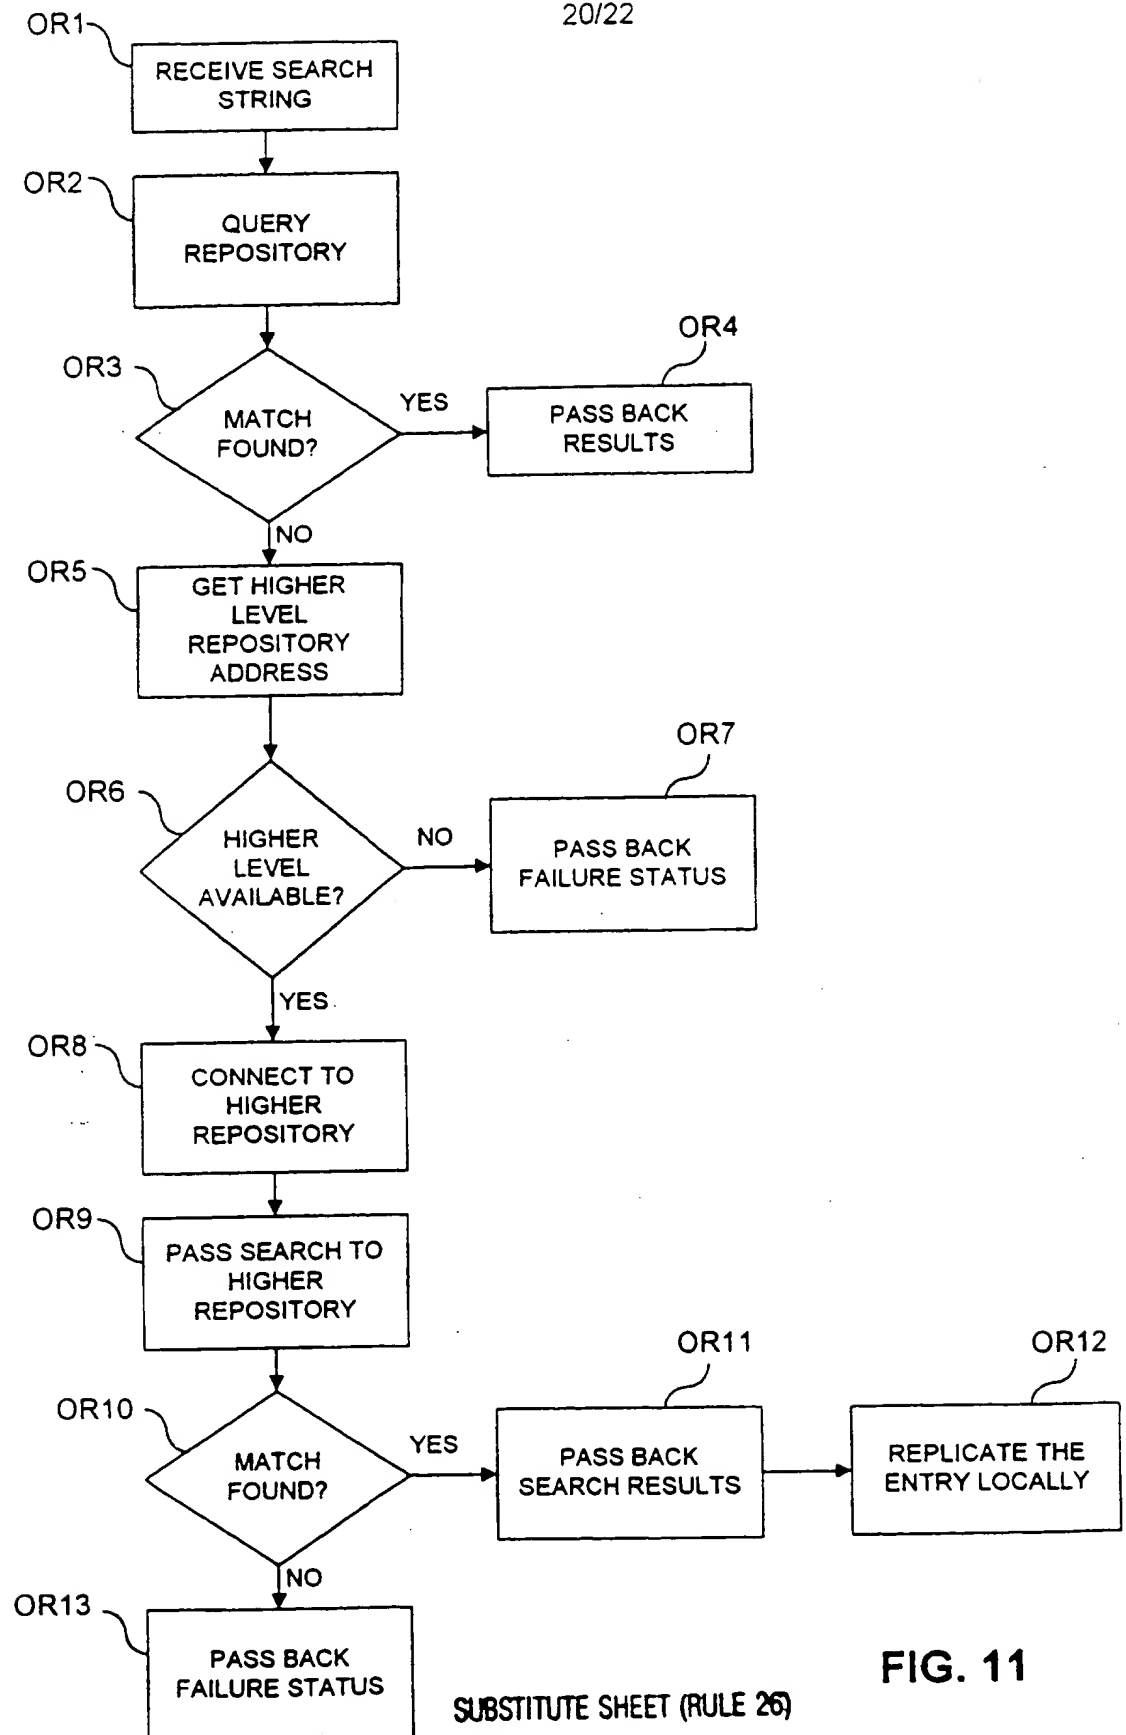 20/22
OR1
RECEIVE SEARCH
STRING
OR2
QUERY
REPOSITORY
OR3
MATCH
FOUND?
YES
OR4
PASS BACK
RESULTS
NO
OR5
GET HIGHER
LEVEL
REPOSITORY
ADDRESS
OR6
HIGHER
LEVEL
AVAILABLE?
NO
OR7
PASS BACK
FAILURE STATUS
YES
OR8
CONNECT TO
HIGHER
REPOSITORY
OR9
PASS SEARCH TO
HIGHER
REPOSITORY
OR10
MATCH
FOUND?
YES
OR11
PASS BACK
SEARCH RESULTS
OR12
REPLICATE THE
ENTRY LOCALLY
NO
OR13
PASS BACK
FAILURE STATUS
FIG. 11
SUBSTITUTE SHEET (RULE 26)